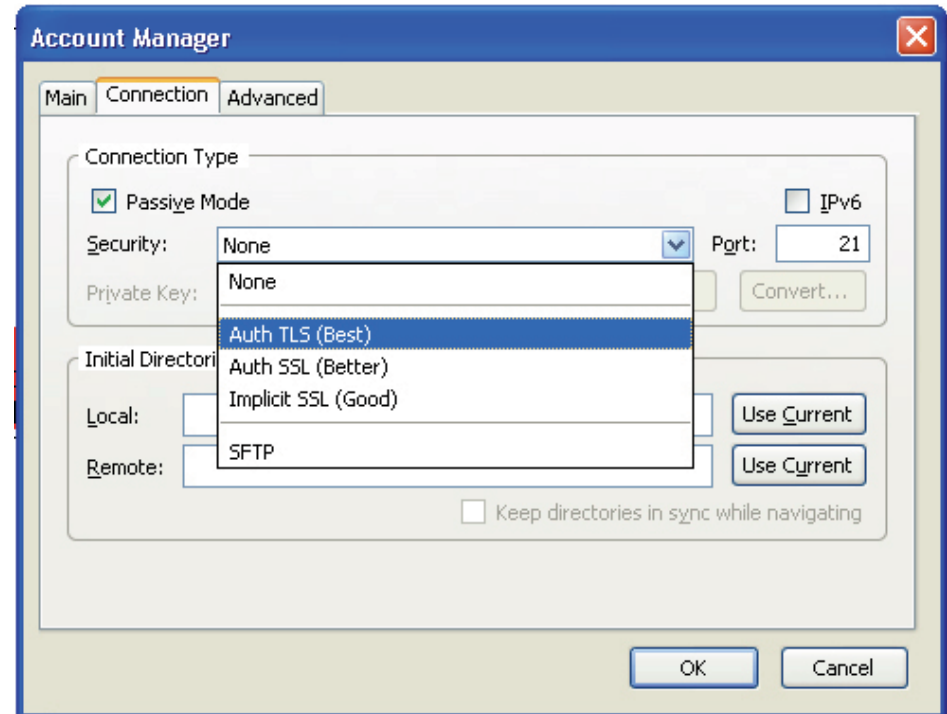 Account Manager
Main Connection Advanced
Connection Type
Passive Mode IPv6
Security: None Port: 21
Private Key: None Convert...
Auth TLS (Best)
Initial Auth SSL (Better)
Implicit SSL (Good)
Local: Use Current
SFTP
Remote: Use Current
Keep directories in sync while navigating
OK Cancel